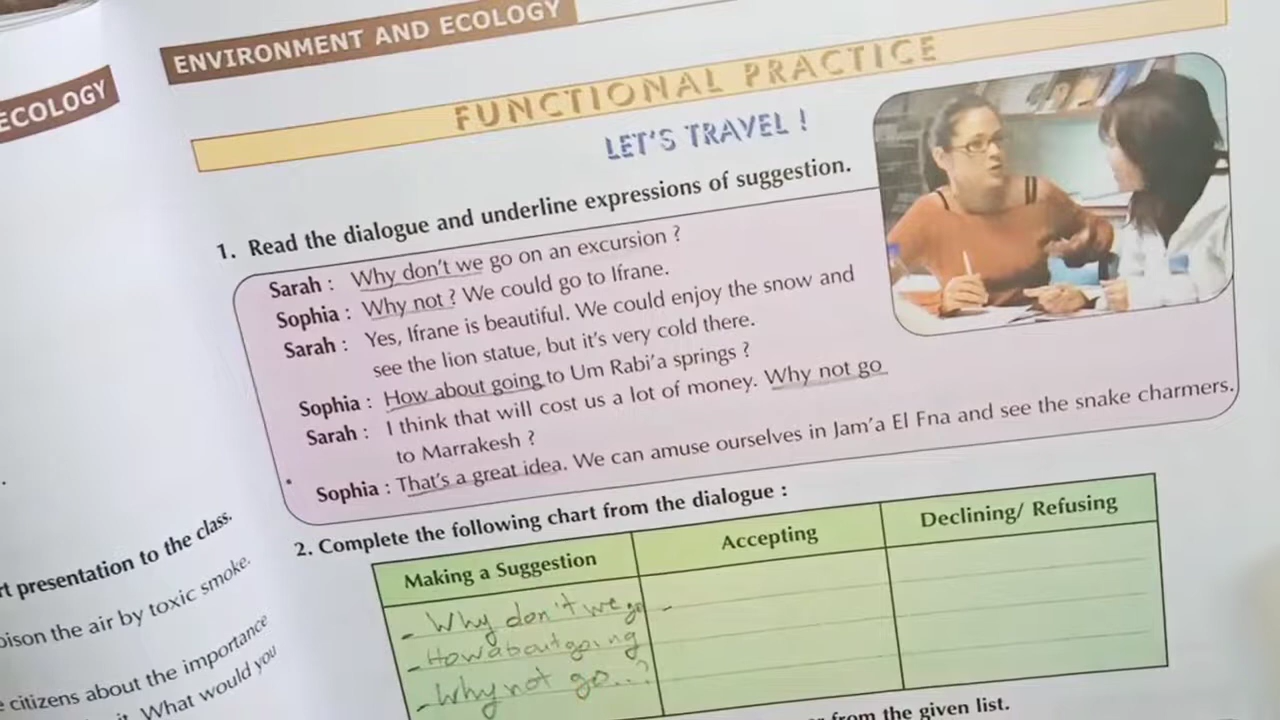 ECOLOGY
rt presentation to the class.
oison the air by toxic smoke.
e citizens about the importance
it. What would you
ENVIRONMENT AND ECOLOGY
FUNCTIONAL PRACTICE
LET'S TRAVEL !
1. Read the dialogue and underline expressions of suggestion.
Sarah : Why don't we go on an excursion ?
Sophia : Why not ? We could go to Ifrane.
Sarah : Yes, Ifrane is beautiful. We could enjoy the snow and
see the lion statue, but it's very cold there.
Sophia : How about going to Um Rabi'a springs ?
Sarah : I think that will cost us a lot of money. Why not go
to Marrakesh ?
Sophia : That's a great idea. We can amuse ourselves in Jam'a El Fna and see the snake charmers.
2. Complete the following chart from the dialogue :
Making a Suggestion Accepting Declining/ Refusing
- Why don't we go -
- How about going
- Why not go...?
from the given list.